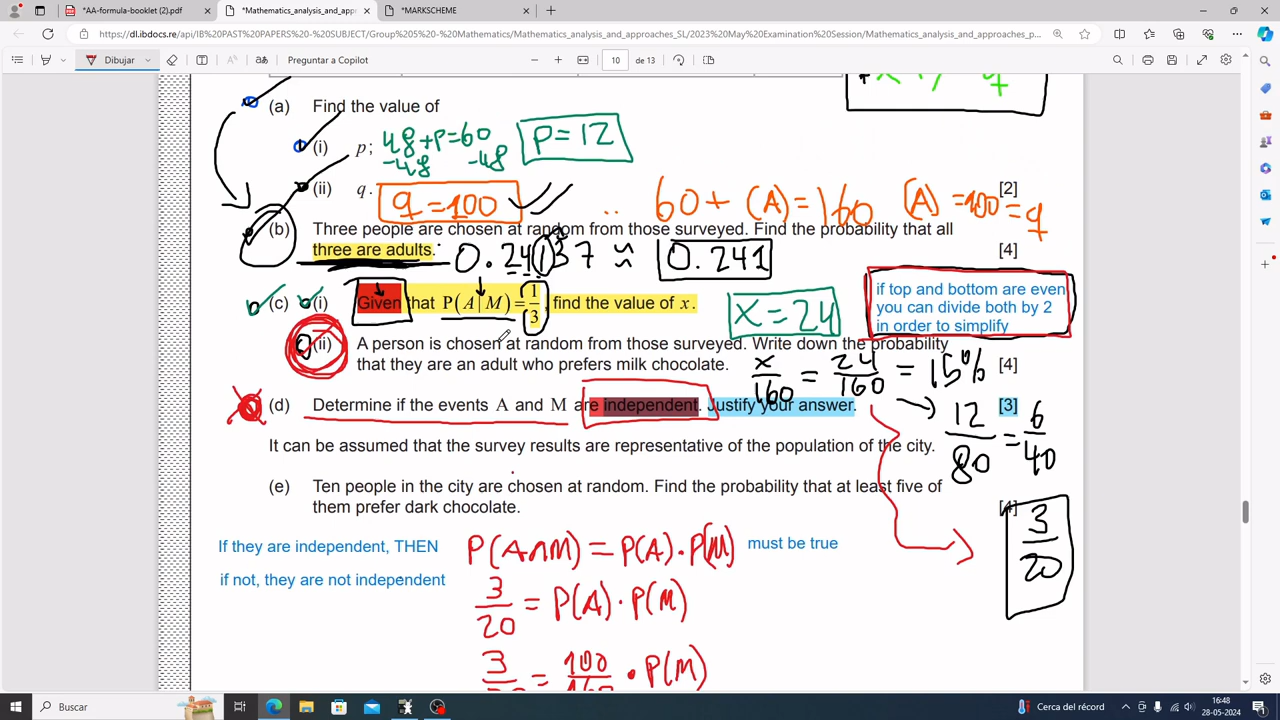 *AA-formula-booklet (2).pdf
*Mathematics_analysis_and_app
*MARKSCHEME
https://dl.ibdocs.re/api/IB%20PAST%20PAPERS%20-%20SUBJECT/Group%205%20-%20Mathematics/Mathematics_analysis_and_approaches_SL/2023%20May%20Examination%20Session/Mathematics_analysis_and_approaches_p...
Dibujar
Preguntar a Copilot
10 de 13
(a) Find the value of
(i) p; 48+p=60 P=12
-48 -48
(ii) q. q=100 60+(A)=160 (A)=100=q [2]
(b) Three people are chosen at random from those surveyed. Find the probability that all
three are adults. 0.24137 ≈ 0.241 [4]
(c) (i) Given that P(A|M)=1/3, find the value of x. x=24
if top and bottom are even
you can divide both by 2
in order to simplify
(ii) A person is chosen at random from those surveyed. Write down the probability
that they are an adult who prefers milk chocolate. [4]
x/160 = 24/160 = 15%
(d) Determine if the events A and M are independent. Justify your answer. [3]
12/80 = 6/40
It can be assumed that the survey results are representative of the population of the city.
(e) Ten people in the city are chosen at random. Find the probability that at least five of
them prefer dark chocolate. [4]
3/20
If they are independent, THEN P(A∩M)=P(A)·P(M) must be true
if not, they are not independent
3/20 = P(A)·P(M)
3/20 = 100/160 · P(M)
Buscar
Cerca del récord
16:48
28-05-2024